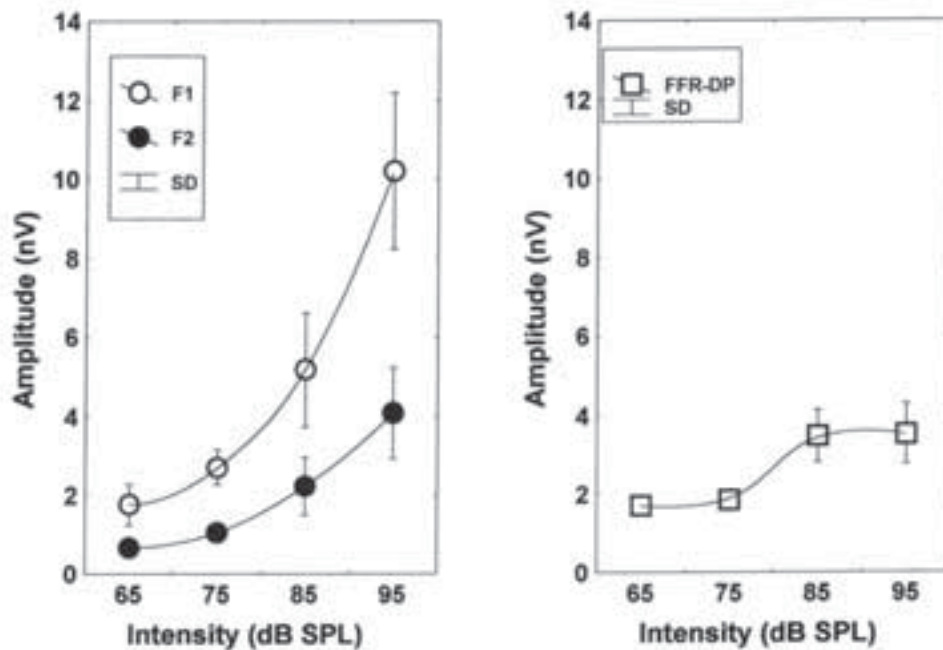 14
12
10
8
6
4
2
0
Amplitude (nV)
F1
F2
SD
65 75 85 95
Intensity (dB SPL)
14
12
10
8
6
4
2
0
Amplitude (nV)
FFR-DP
SD
65 75 85 95
Intensity (dB SPL)